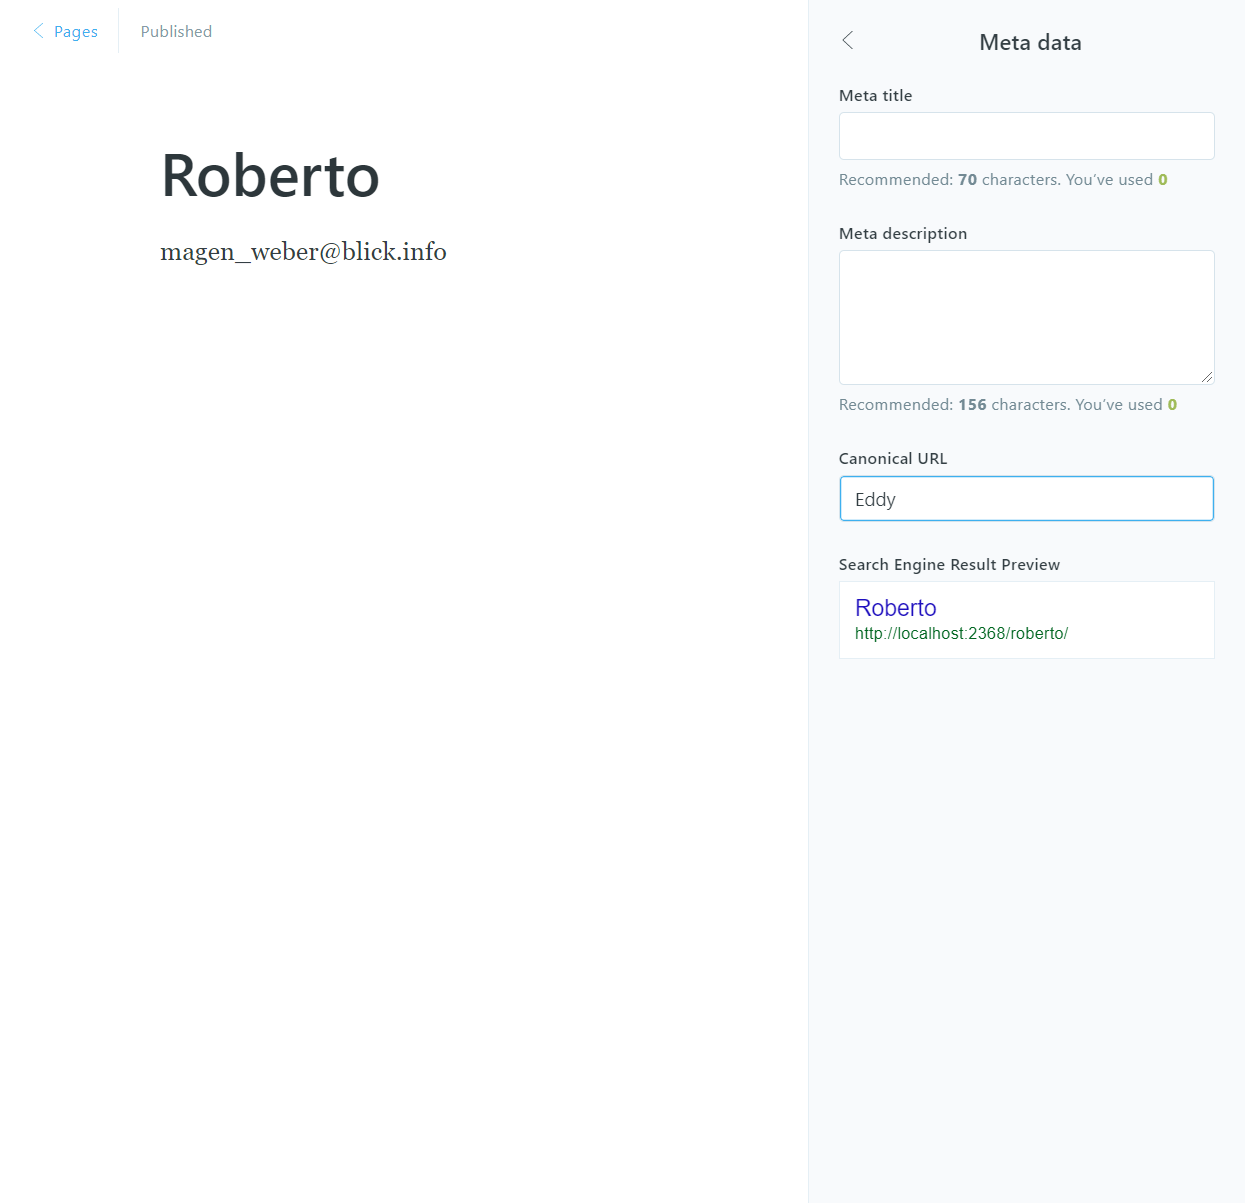 Pages
Published
Roberto
magen_weber@blick.info
Meta data
Meta title
Recommended: 70 characters. You’ve used 0
Meta description
Recommended: 156 characters. You’ve used 0
Canonical URL
Eddy
Search Engine Result Preview
Roberto
http://localhost:2368/roberto/